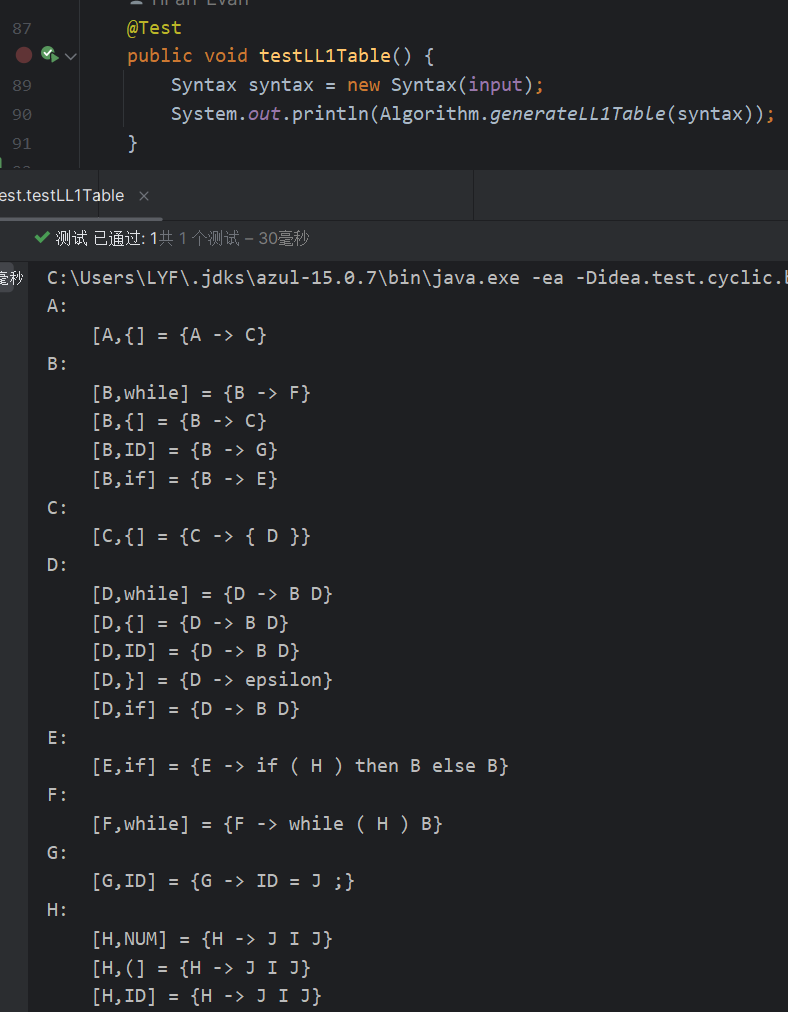 87
@Test
public void testLL1Table() {
89 Syntax syntax = new Syntax(input);
90 System.out.println(Algorithm.generateLL1Table(syntax));
91 }
est.testLL1Table ×
测试 已通过: 1共 1 个测试 – 30毫秒
毫秒 C:\Users\LYF\.jdks\azul-15.0.7\bin\java.exe -ea -Didea.test.cyclic.
A:
[A,{] = {A -> C}
B:
[B,while] = {B -> F}
[B,{] = {B -> C}
[B,ID] = {B -> G}
[B,if] = {B -> E}
C:
[C,{] = {C -> { D }}
D:
[D,while] = {D -> B D}
[D,{] = {D -> B D}
[D,ID] = {D -> B D}
[D,}] = {D -> epsilon}
[D,if] = {D -> B D}
E:
[E,if] = {E -> if ( H ) then B else B}
F:
[F,while] = {F -> while ( H ) B}
G:
[G,ID] = {G -> ID = J ;}
H:
[H,NUM] = {H -> J I J}
[H,(] = {H -> J I J}
[H,ID] = {H -> J I J}